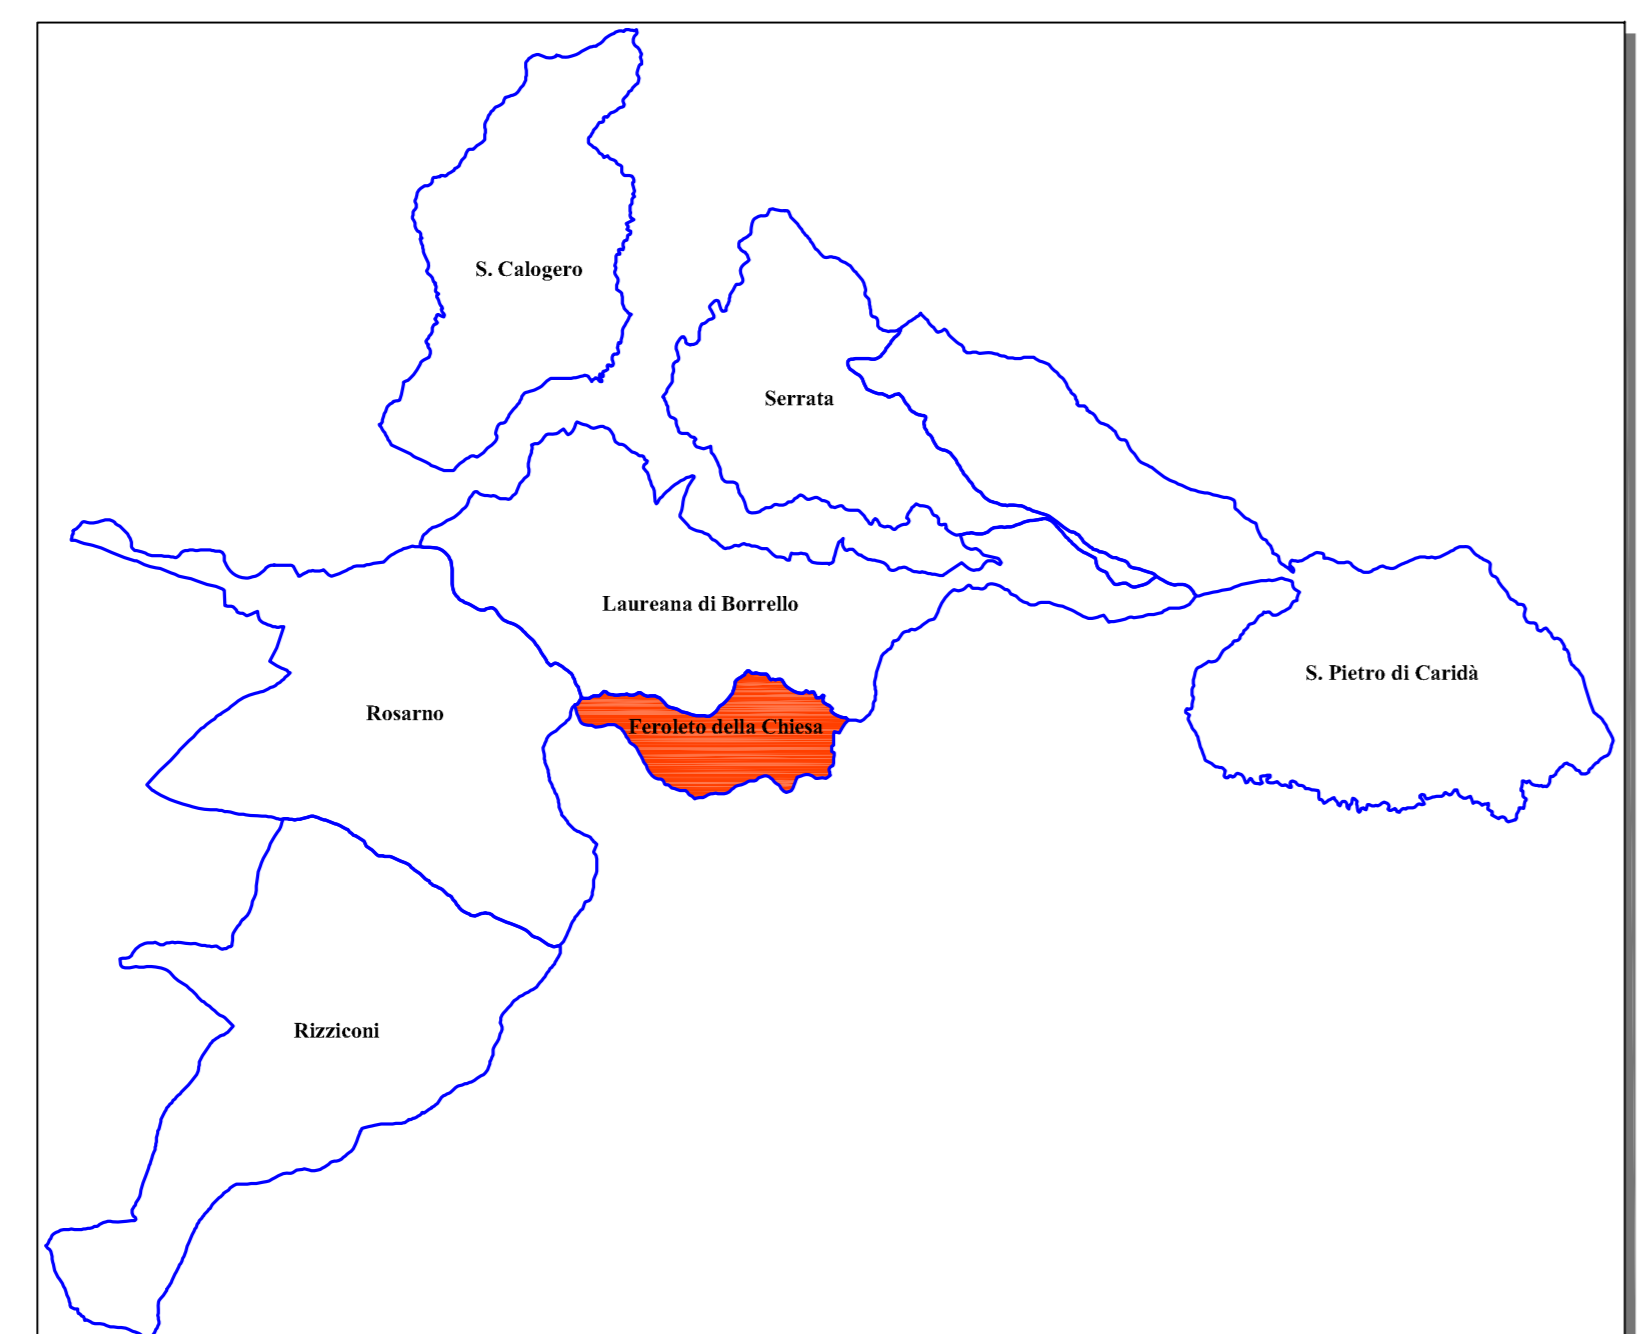 S. Calogero
Serrata
Laureana di Borrello
S. Pietro di Caridà
Rosarno
Feroleto della Chiesa
Rizziconi